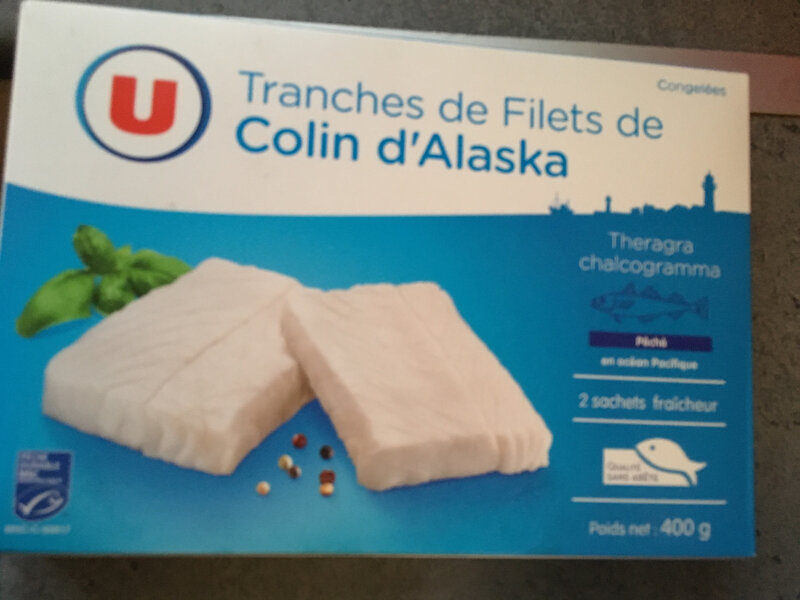 U
Tranches de Filets de
Colin d'Alaska
Congelées
Theragra
chalcogramma
Pêché
en océan Pacifique
2 sachets fraîcheur
QUALITÉ
SANS ARÊTE
Poids net : 400 g